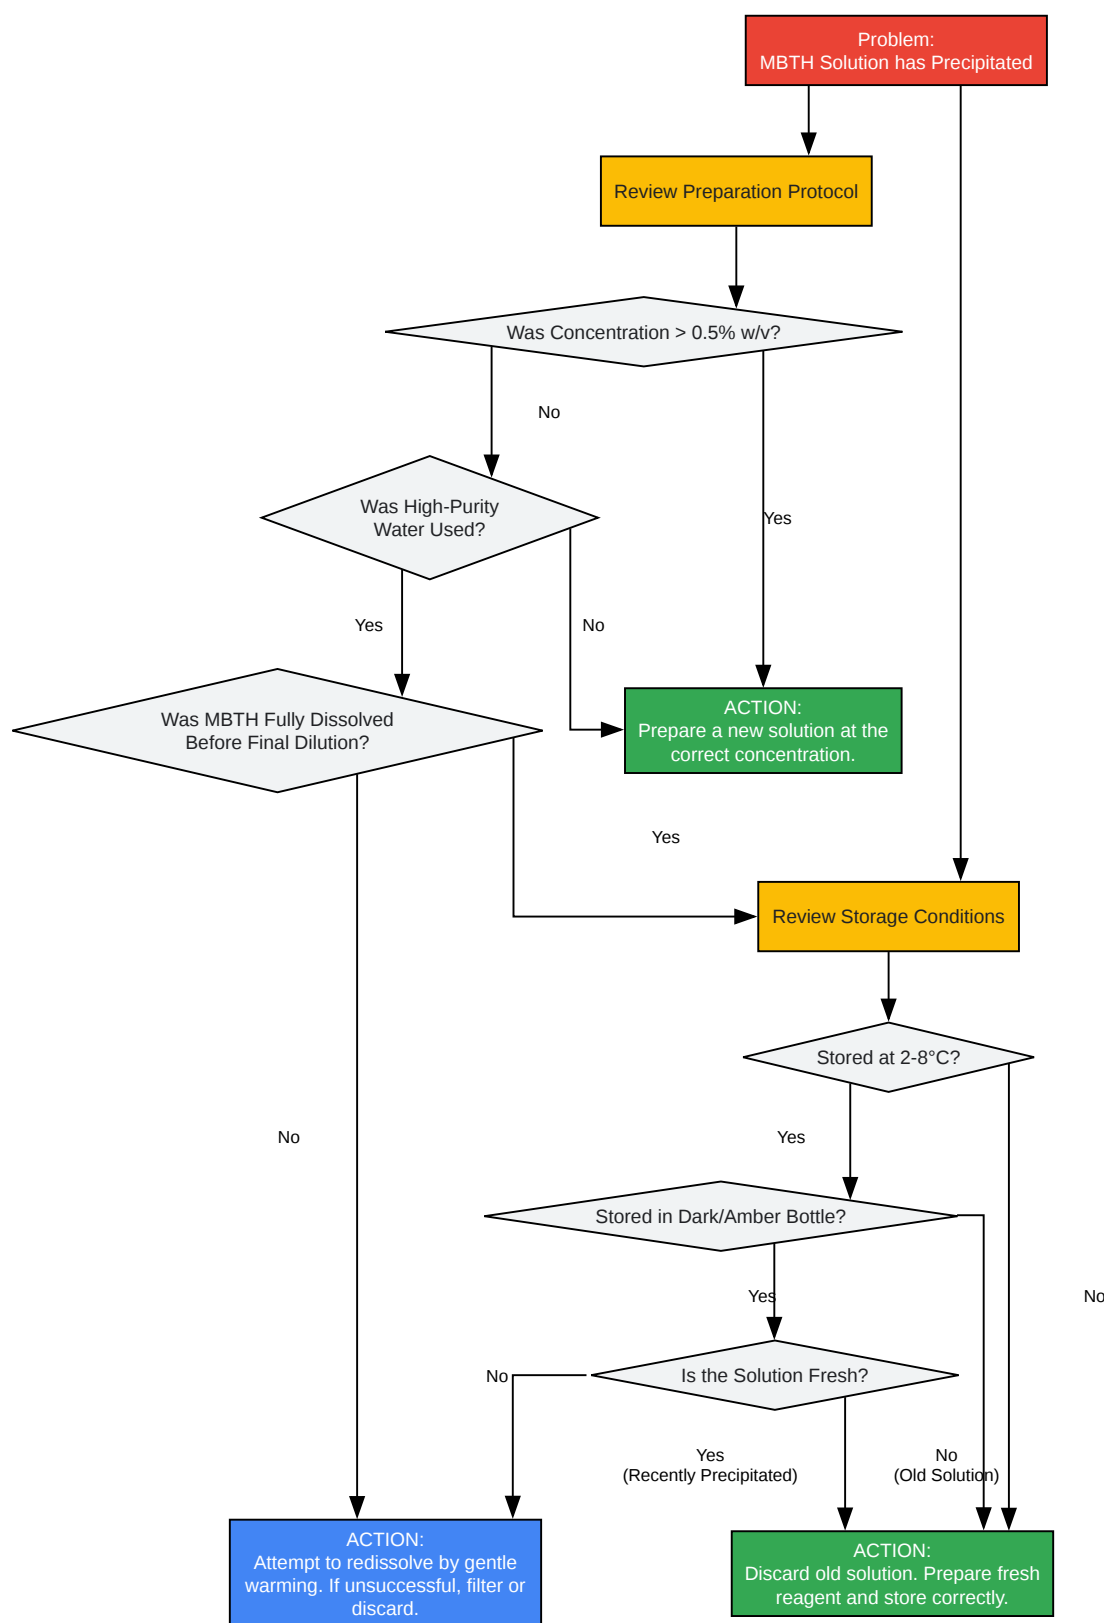 Problem:
MBTH Solution has Precipitated
Review Preparation Protocol
Was Concentration > 0.5% w/v?
No
Was High-Purity
Water Used?
Yes
Yes
No
Was MBTH Fully Dissolved
Before Final Dilution?
ACTION:
Prepare a new solution at the
correct concentration.
Yes
Review Storage Conditions
Stored at 2-8°C?
No
Yes
Stored in Dark/Amber Bottle?
Yes
No
Is the Solution Fresh?
No
Yes
(Recently Precipitated)
No
(Old Solution)
ACTION:
Attempt to redissolve by gentle
warming. If unsuccessful, filter or
discard.
ACTION:
Discard old solution. Prepare fresh
reagent and store correctly.